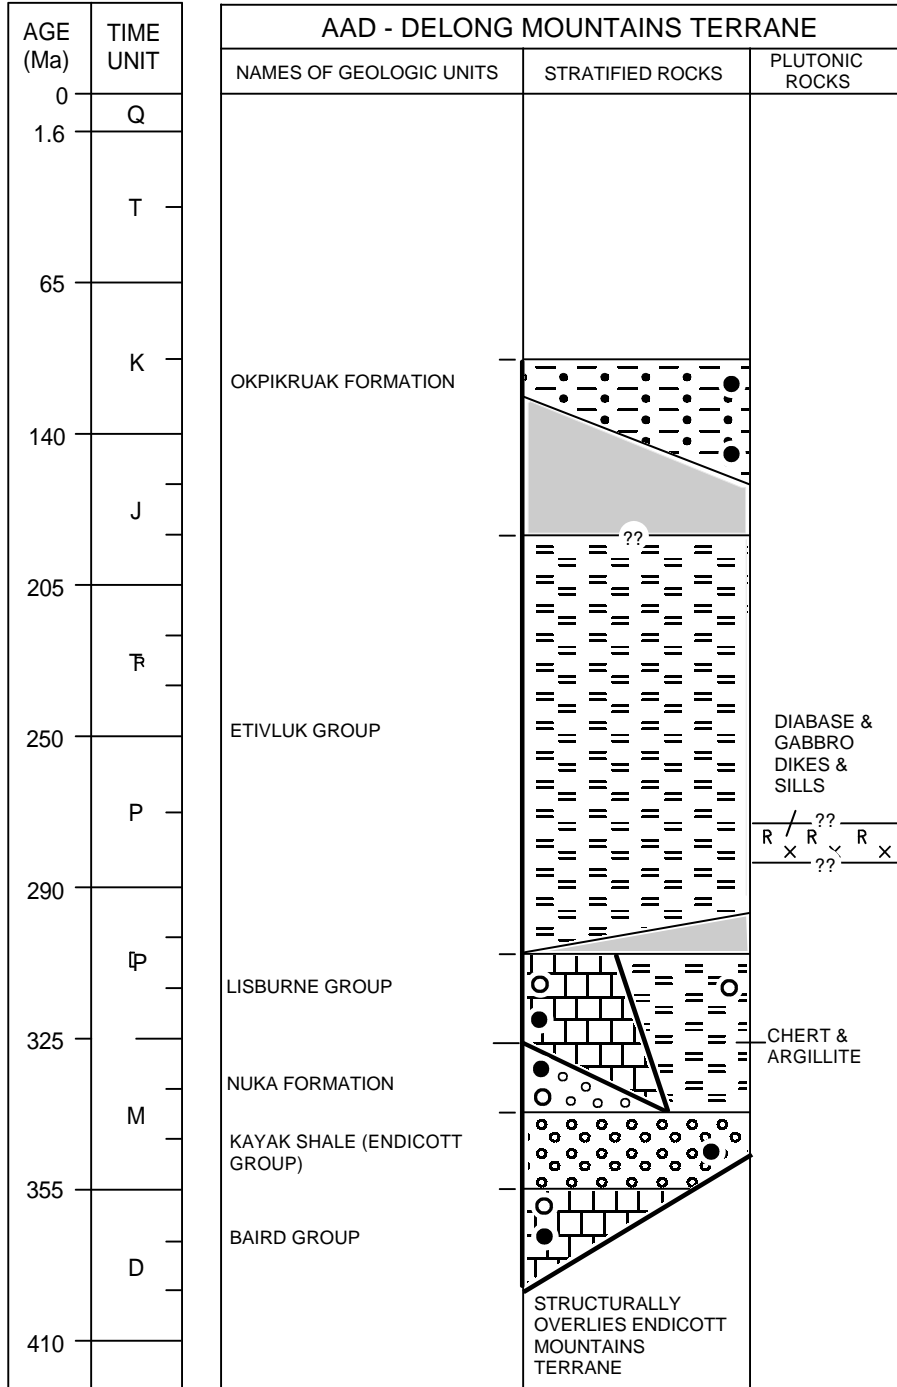 AAD - DELONG MOUNTAINS TERRANE
AGE
(Ma)
TIME
UNIT
NAMES OF GEOLOGIC UNITS
STRATIFIED ROCKS
PLUTONIC
ROCKS
0
Q
1.6
T
65
K
OKPIKRUAK FORMATION
140
J
??
205
TR
ETIVLUK GROUP
250
DIABASE &
GABBRO
DIKES &
SILLS
P
??
R R R
x x x
??
290
IP
LISBURNE GROUP
325
CHERT &
ARGILLITE
NUKA FORMATION
M
KAYAK SHALE (ENDICOTT
GROUP)
355
BAIRD GROUP
D
STRUCTURALLY
OVERLIES ENDICOTT
MOUNTAINS
TERRANE
410